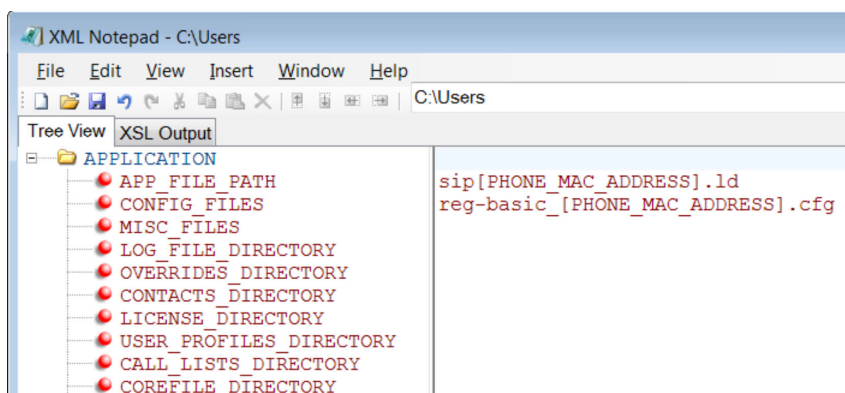 XML Notepad - C:\Users
File Edit View Insert Window Help
C:\Users
Tree View XSL Output
APPLICATION
APP_FILE_PATH sip[PHONE_MAC_ADDRESS].ld
CONFIG_FILES reg-basic_[PHONE_MAC_ADDRESS].cfg
MISC_FILES
LOG_FILE_DIRECTORY
OVERRIDES_DIRECTORY
CONTACTS_DIRECTORY
LICENSE_DIRECTORY
USER_PROFILES_DIRECTORY
CALL_LISTS_DIRECTORY
COREFILE_DIRECTORY